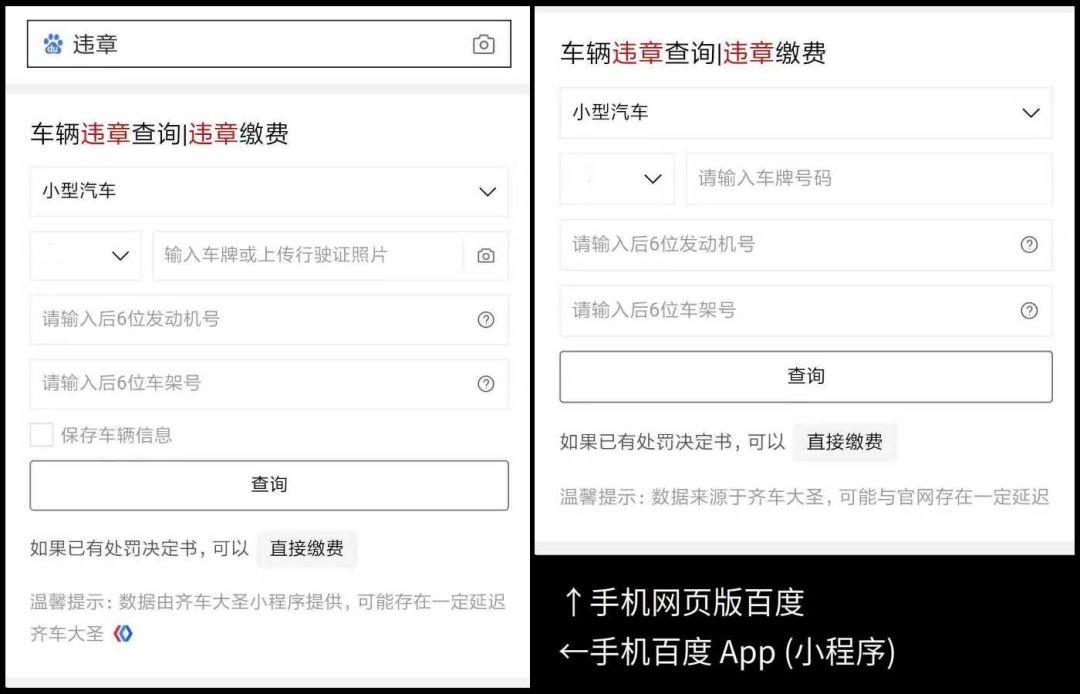 du 违章
车辆违章查询|违章缴费
小型汽车
输入车牌或上传行驶证照片
请输入后6位发动机号
请输入后6位车架号
保存车辆信息
查询
如果已有处罚决定书，可以 直接缴费
温馨提示：数据由齐车大圣小程序提供，可能存在一定延迟
齐车大圣
车辆违章查询|违章缴费
小型汽车
请输入车牌号码
请输入后6位发动机号
请输入后6位车架号
查询
如果已有处罚决定书，可以 直接缴费
温馨提示：数据来源于齐车大圣，可能与官网存在一定延迟
↑手机网页版百度
←手机百度 App (小程序)